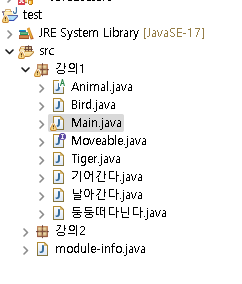 test
JRE System Library [JavaSE-17]
src
강의1
Animal.java
Bird.java
Main.java
Moveable.java
Tiger.java
기어간다.java
날아간다.java
둥둥떠다닌다.java
강의2
module-info.java